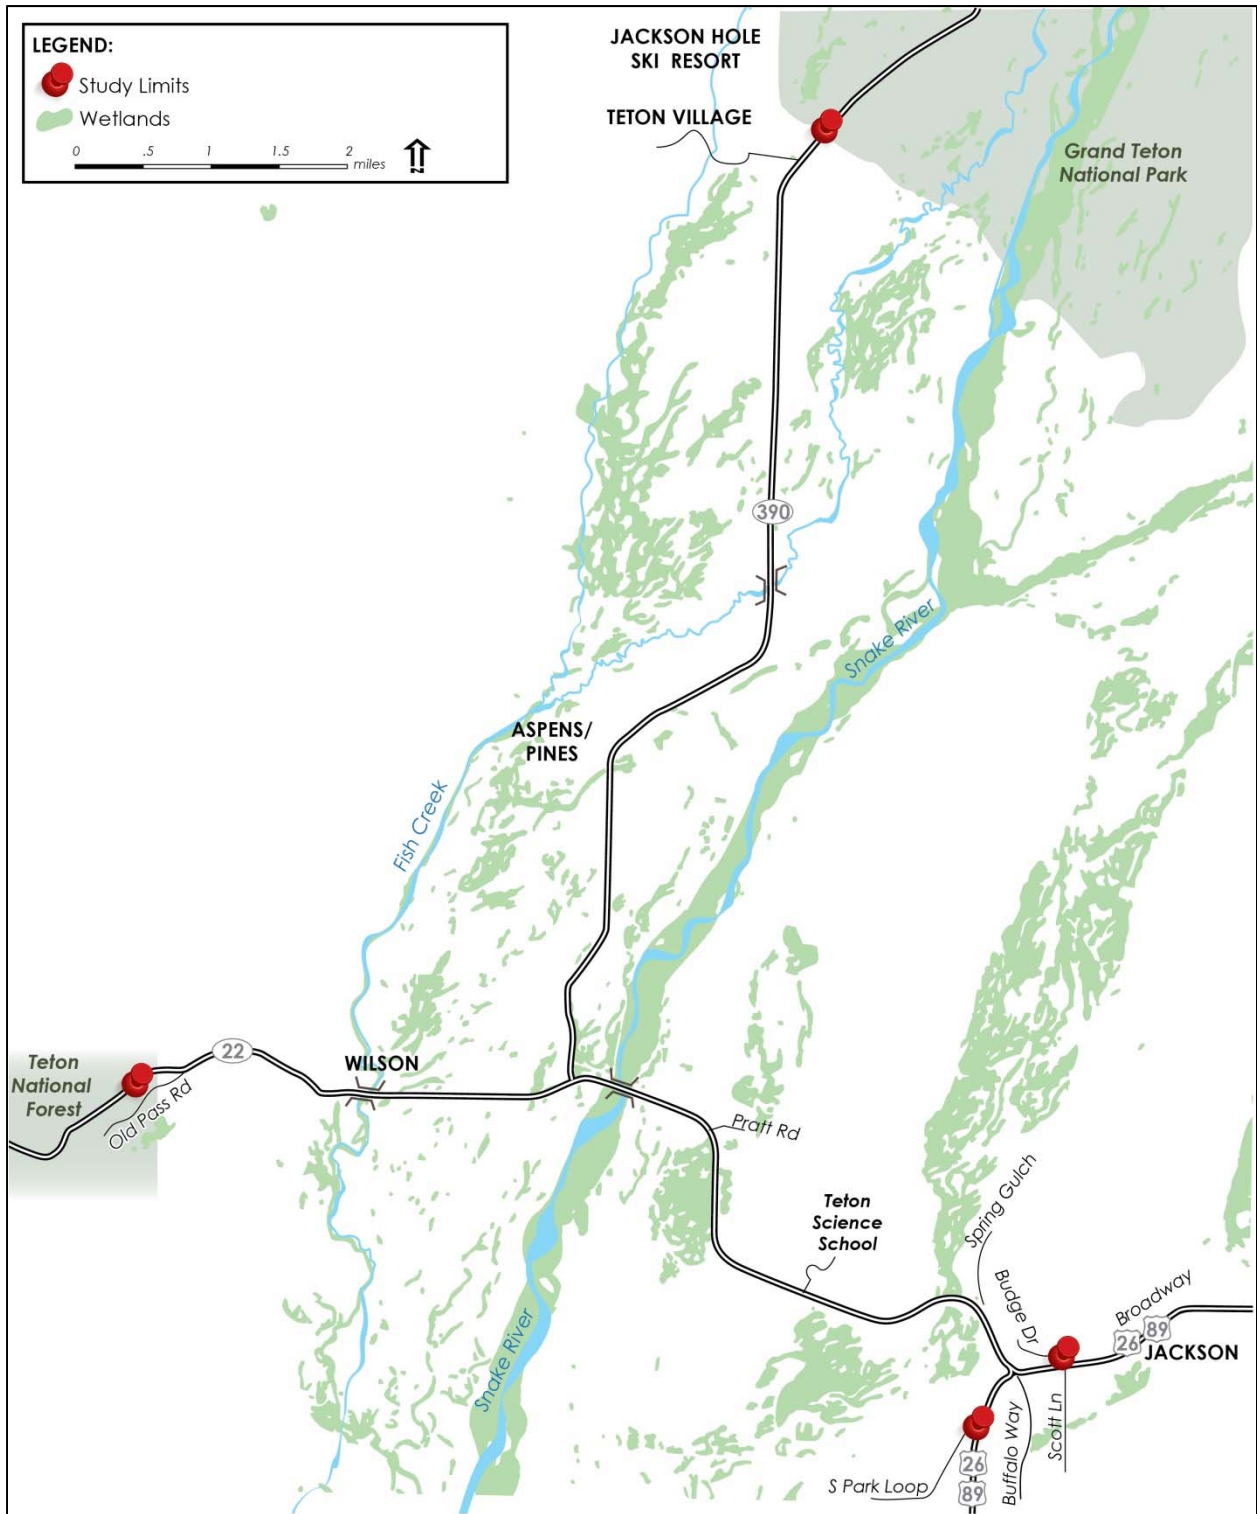 LEGEND:
Study Limits
Wetlands
0 .5 1 1.5 2
miles
N
JACKSON HOLE
SKI RESORT
TETON VILLAGE
Grand Teton
National Park
390
Snake River
ASPENS/
PINES
Fish Creek
Teton
National
Forest
22
WILSON
Old Pass Rd
Pratt Rd
Teton
Science
School
Spring Gulch
Budge Dr
Broadway
26
89
JACKSON
Snake River
Scott Ln
Buffalo Way
S Park Loop
26
89